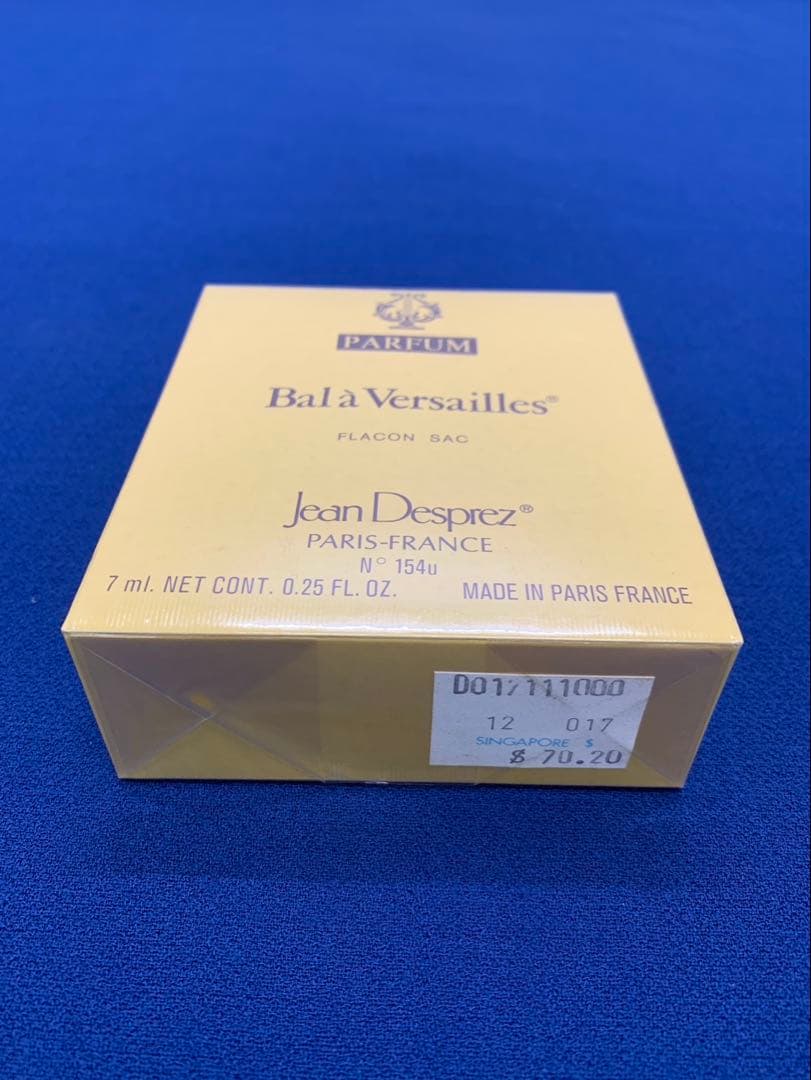 PARFUM
Bal à Versailles®
FLACON SAC
Jean Desprez®
PARIS-FRANCE
N° 154u
7 ml. NET CONT. 0.25 FL. OZ. MADE IN PARIS FRANCE
D017111000
12 017
SINGAPORE $
$ 70.20